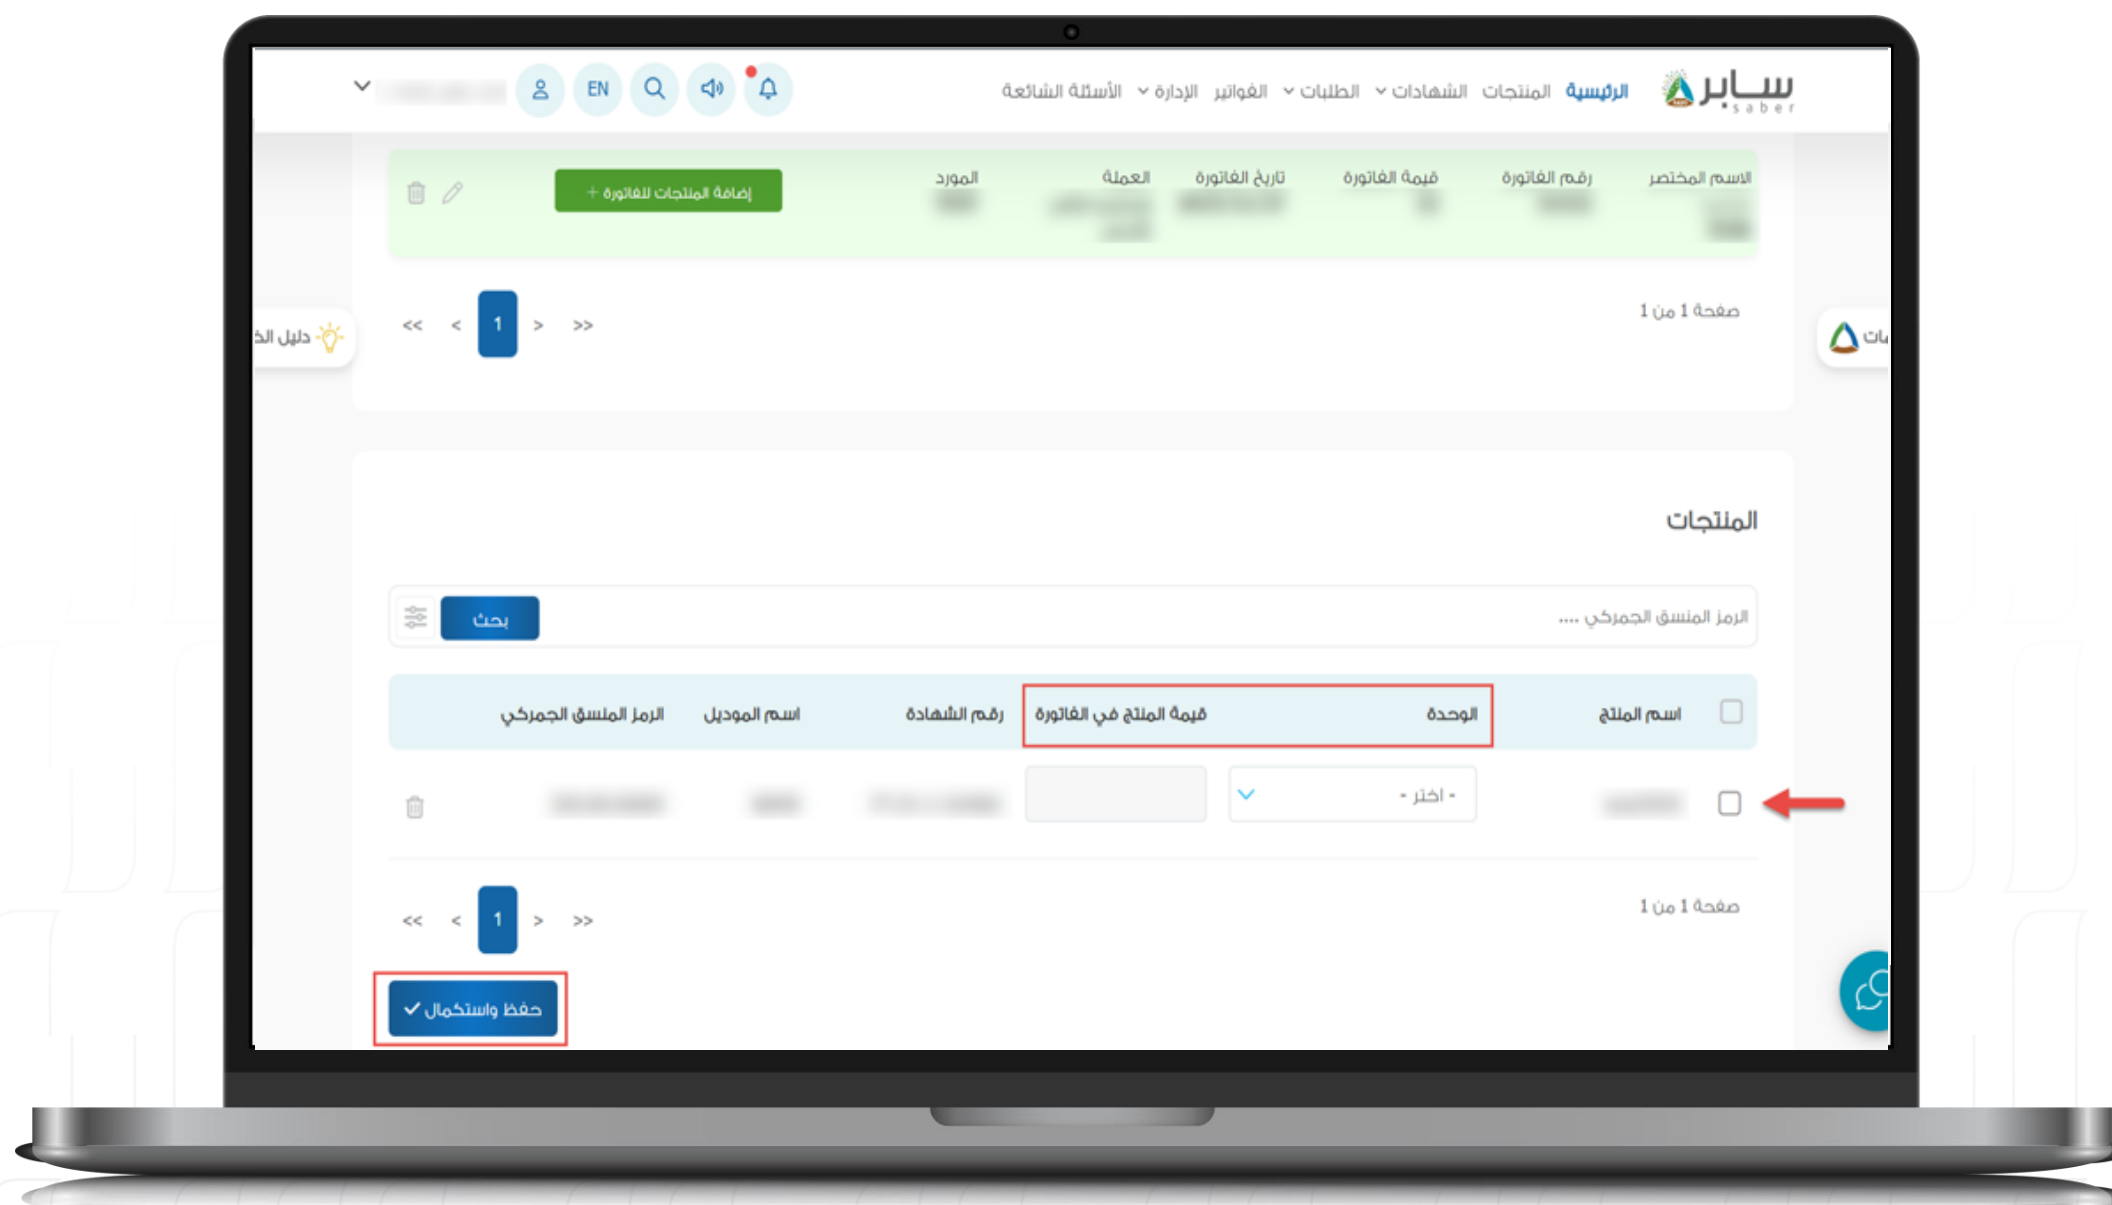 سابر
saber
الرئيسية المنتجات الشهادات الطلبات الفواتير الإدارة الأسئلة الشائعة
EN
الاسم المختصر رقم الفاتورة قيمة الفاتورة تاريخ الفاتورة العملة المورد
إضافة المنتجات للفاتورة +
صفحة 1 من 1
<< < 1 > >>
دليل الخ
مات
المنتجات
الرمز المنسق الجمركي ....
بحث
اسم المنتج الوحدة قيمة المنتج في الفاتورة رقم الشهادة اسم الموديل الرمز المنسق الجمركي
- اختر -
صفحة 1 من 1
<< < 1 > >>
حفظ واستكمال